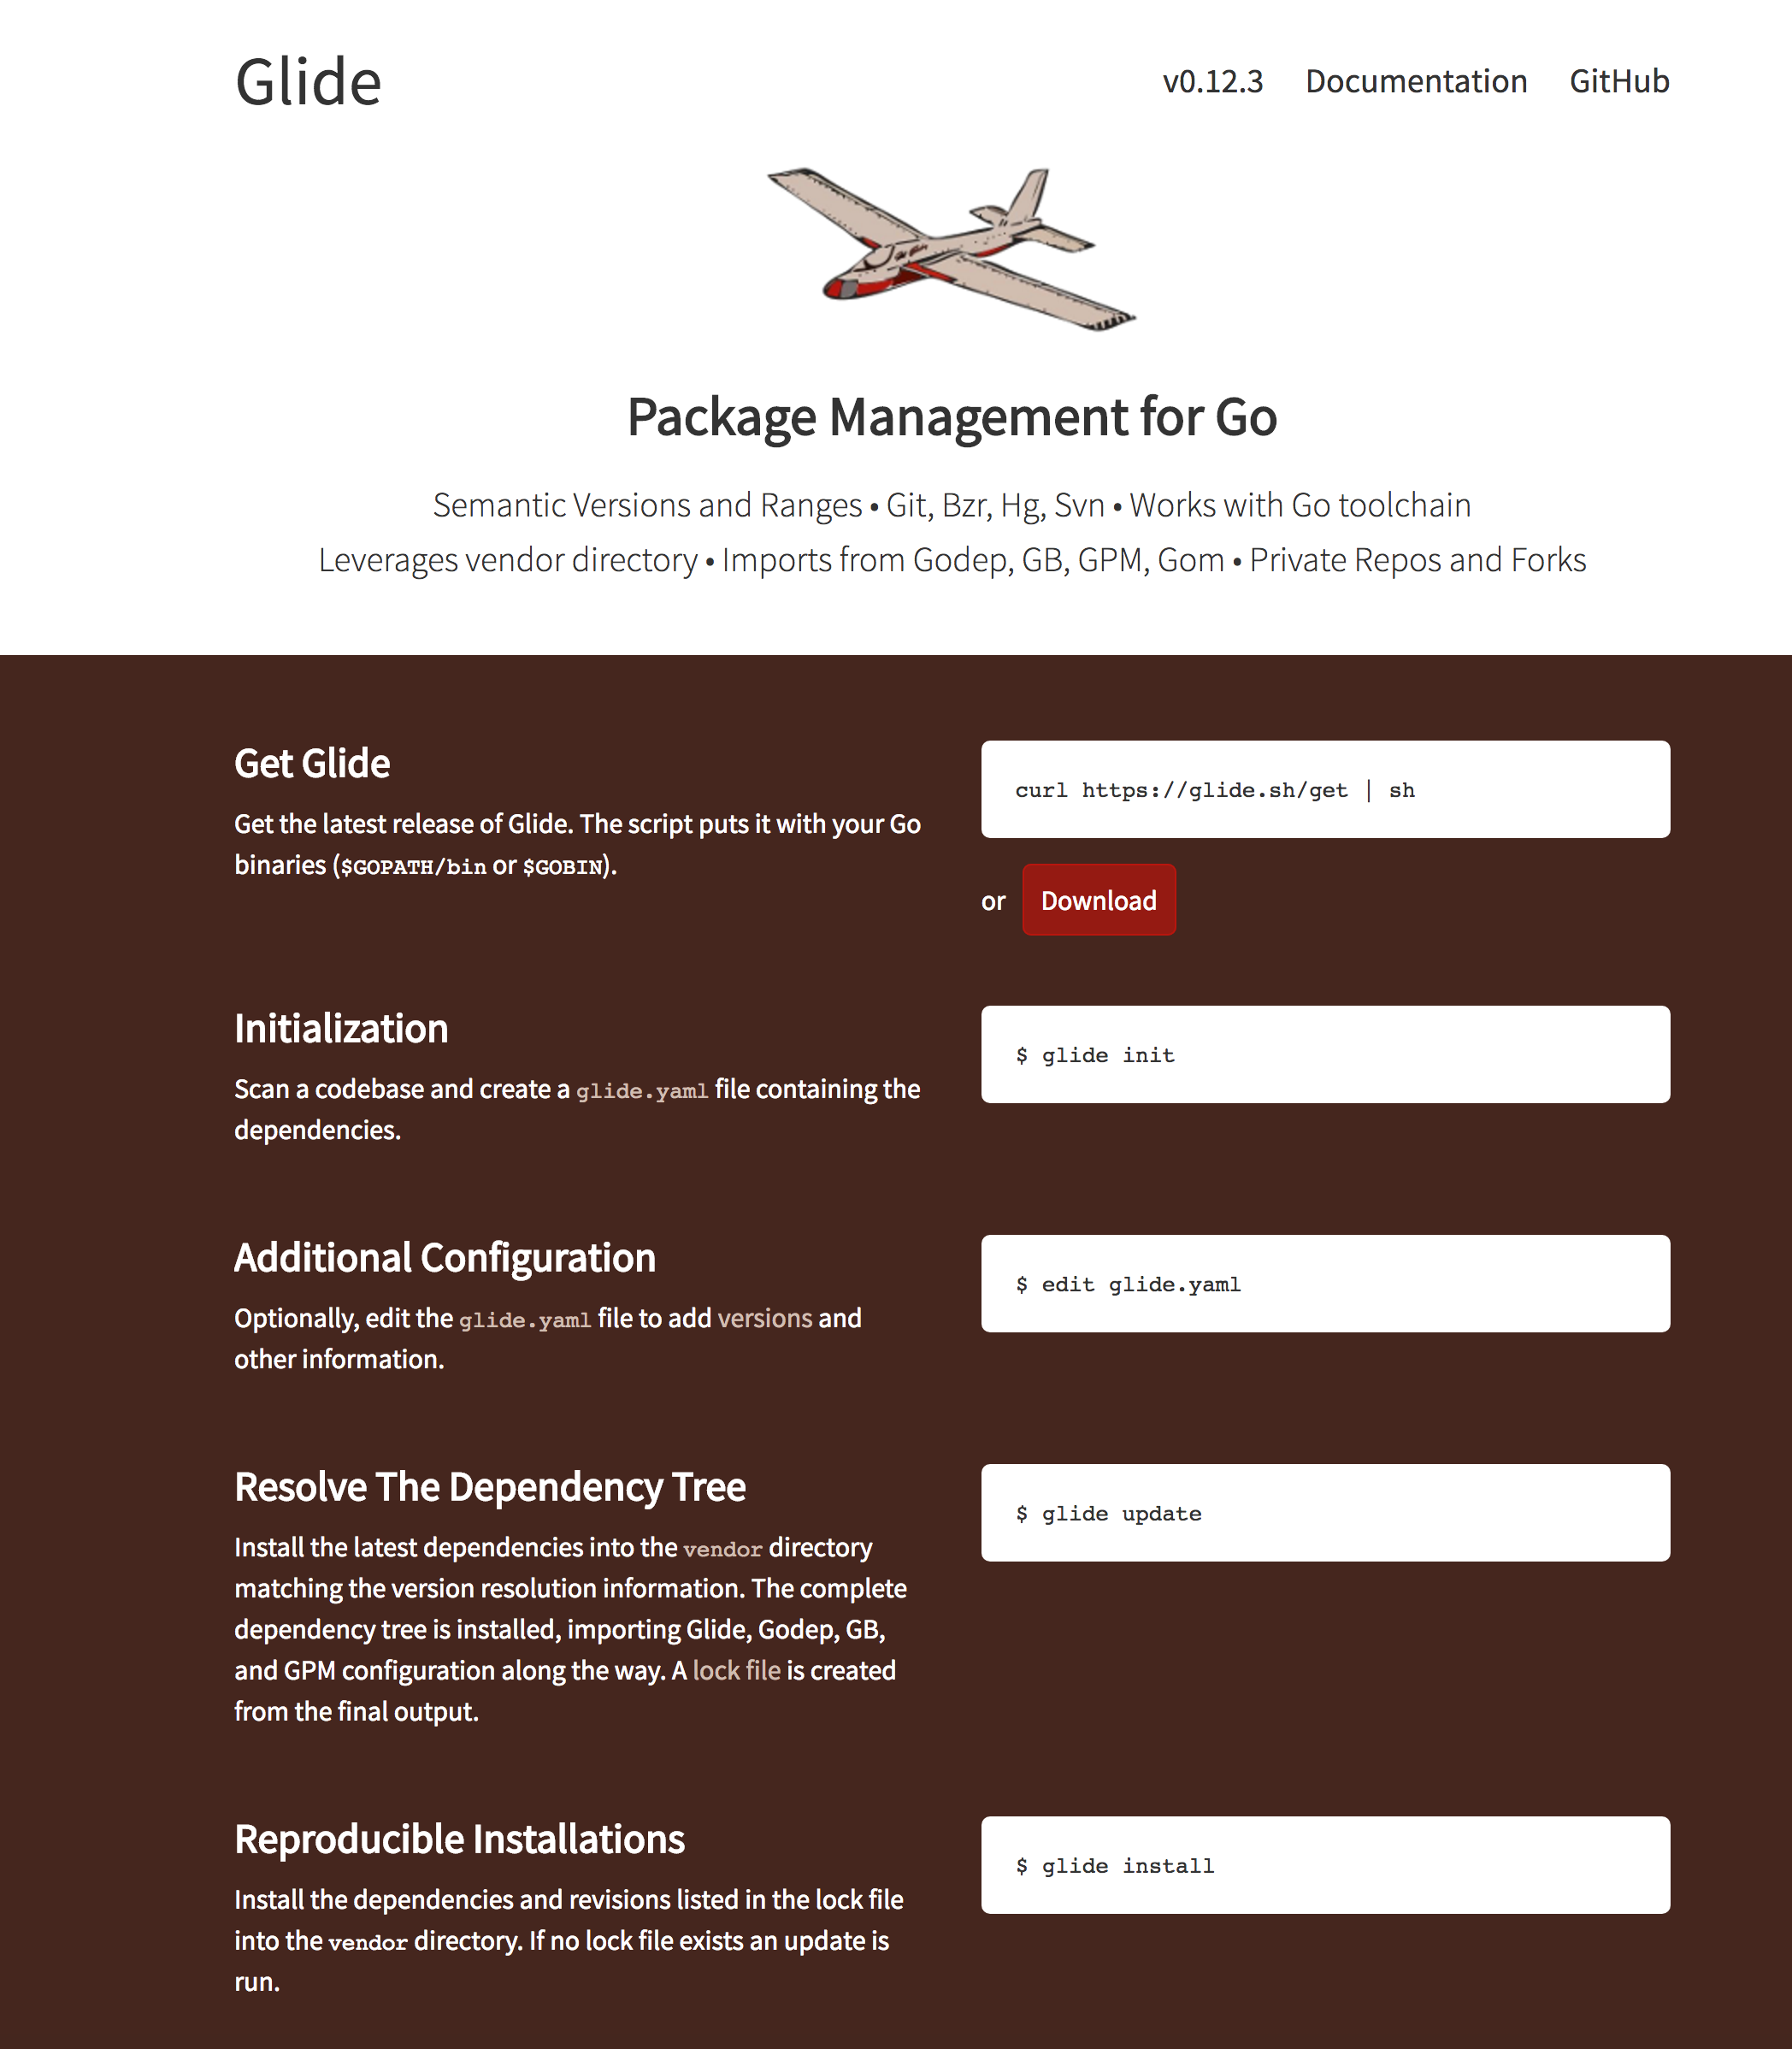 Glide
v0.12.3 Documentation GitHub
Package Management for Go
Semantic Versions and Ranges • Git, Bzr, Hg, Svn • Works with Go toolchain
Leverages vendor directory • Imports from Godep, GB, GPM, Gom • Private Repos and Forks
Get Glide
Get the latest release of Glide. The script puts it with your Go
binaries ($GOPATH/bin or $GOBIN).
curl https://glide.sh/get | sh
or Download
Initialization
Scan a codebase and create a glide.yaml file containing the
dependencies.
$ glide init
Additional Configuration
Optionally, edit the glide.yaml file to add versions and
other information.
$ edit glide.yaml
Resolve The Dependency Tree
Install the latest dependencies into the vendor directory
matching the version resolution information. The complete
dependency tree is installed, importing Glide, Godep, GB,
and GPM configuration along the way. A lock file is created
from the final output.
$ glide update
Reproducible Installations
Install the dependencies and revisions listed in the lock file
into the vendor directory. If no lock file exists an update is
run.
$ glide install